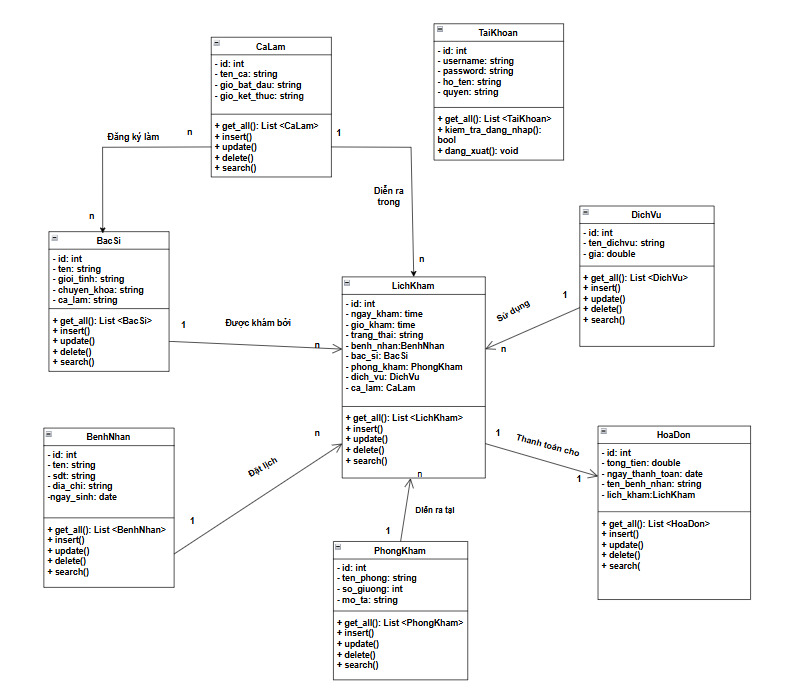 CaLam
- id: int
- ten_ca: string
- gio_bat_dau: string
- gio_ket_thuc: string
+ get_all(): List <CaLam>
+ insert()
+ update()
+ delete()
+ search()
TaiKhoan
- id: int
- username: string
- password: string
- ho_ten: string
- quyen: string
+ get_all(): List <TaiKhoan>
+ kiem_tra_dang_nhap():
bool
+ dang_xuat(): void
Đăng ký làm
n
n
1
Diễn ra
trong
n
BacSi
- id: int
- ten: string
- gioi_tinh: string
- chuyen_khoa: string
- ca_lam: string
+ get_all(): List <BacSi>
+ insert()
+ update()
+ delete()
+ search()
1
Được khám bởi
n
LichKham
- id: int
- ngay_kham: time
- gio_kham: time
- trang_thai: string
- benh_nhan:BenhNhan
- bac_si: BacSi
- phong_kham: PhongKham
- dich_vu: DichVu
- ca_lam: CaLam
+ get_all(): List <LichKham>
+ insert()
+ update()
+ delete()
+ search()
DichVu
- id: int
- ten_dichvu: string
- gia: double
+ get_all(): List <DichVu>
+ insert()
+ update()
+ delete()
+ search()
1
Sử dụng
n
BenhNhan
- id: int
- ten: string
- sdt: string
- dia_chi: string
-ngay_sinh: date
+ get_all(): List <BenhNhan>
+ insert()
+ update()
+ delete()
+ search()
1
Đặt lịch
n
1
Thanh toán cho
1
HoaDon
- id: int
- tong_tien: double
- ngay_thanh_toan: date
- ten_benh_nhan: string
- lich_kham:LichKham
+ get_all(): List <HoaDon>
+ insert()
+ update()
+ delete()
+ search(
n
Diễn ra tại
1
PhongKham
- id: int
- ten_phong: string
- so_giuong: int
- mo_ta: string
+ get_all(): List <PhongKham>
+ insert()
+ update()
+ delete()
+ search()